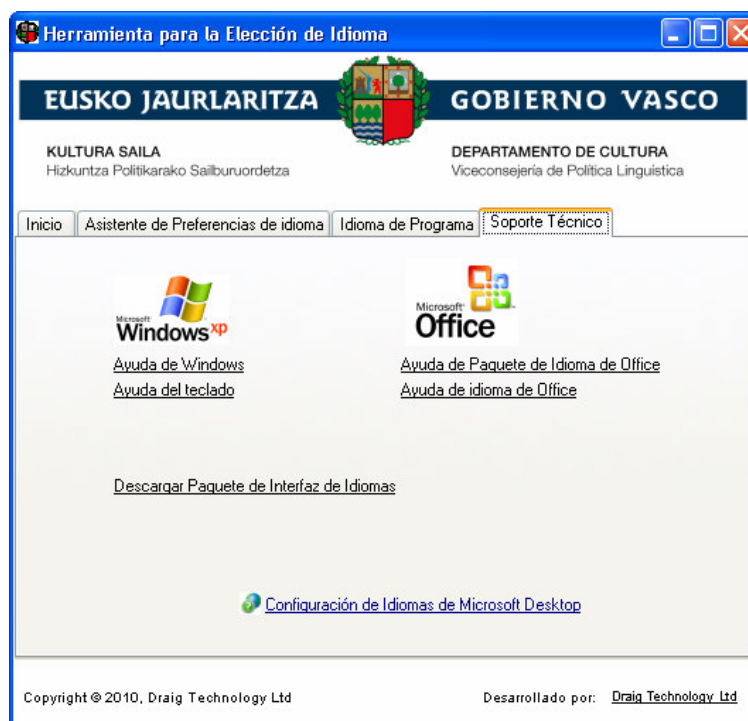 Herramienta para la Elección de Idioma
EUSKO JAURLARITZA GOBIERNO VASCO
KULTURA SAILA
Hizkuntza Politikarako Sailburuordetza
DEPARTAMENTO DE CULTURA
Viceconsejería de Política Linguistica
Inicio Asistente de Preferencias de idioma Idioma de Programa Soporte Técnico
Microsoft
Windows xp
Microsoft
Office
Ayuda de Windows
Ayuda del teclado
Ayuda de Paquete de Idioma de Office
Ayuda de idioma de Office
Descargar Paquete de Interfaz de Idiomas
Configuración de Idiomas de Microsoft Desktop
Copyright © 2010, Draig Technology Ltd Desarrollado por: Draig Technology Ltd